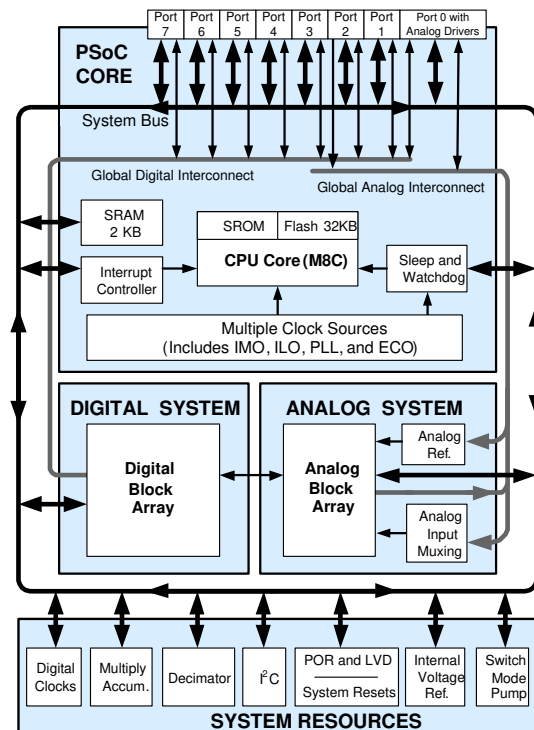 Port 7
Port 6
Port 5
Port 4
Port 3
Port 2
Port 1
Port 0 with
Analog Drivers
PSoC
CORE
System Bus
Global Digital Interconnect
Global Analog Interconnect
SRAM
2 KB
SROM
Flash 32KB
CPU Core (M8C)
Interrupt
Controller
Sleep and
Watchdog
Multiple Clock Sources
(Includes IMO, ILO, PLL, and ECO)
DIGITAL SYSTEM
ANALOG SYSTEM
Digital
Block
Array
Analog
Block
Array
Analog
Ref.
Analog
Input
Muxing
Digital
Clocks
Multiply
Accum.
Decimator
I²C
POR and LVD
System Resets
Internal
Voltage
Ref.
Switch
Mode
Pump
SYSTEM RESOURCES